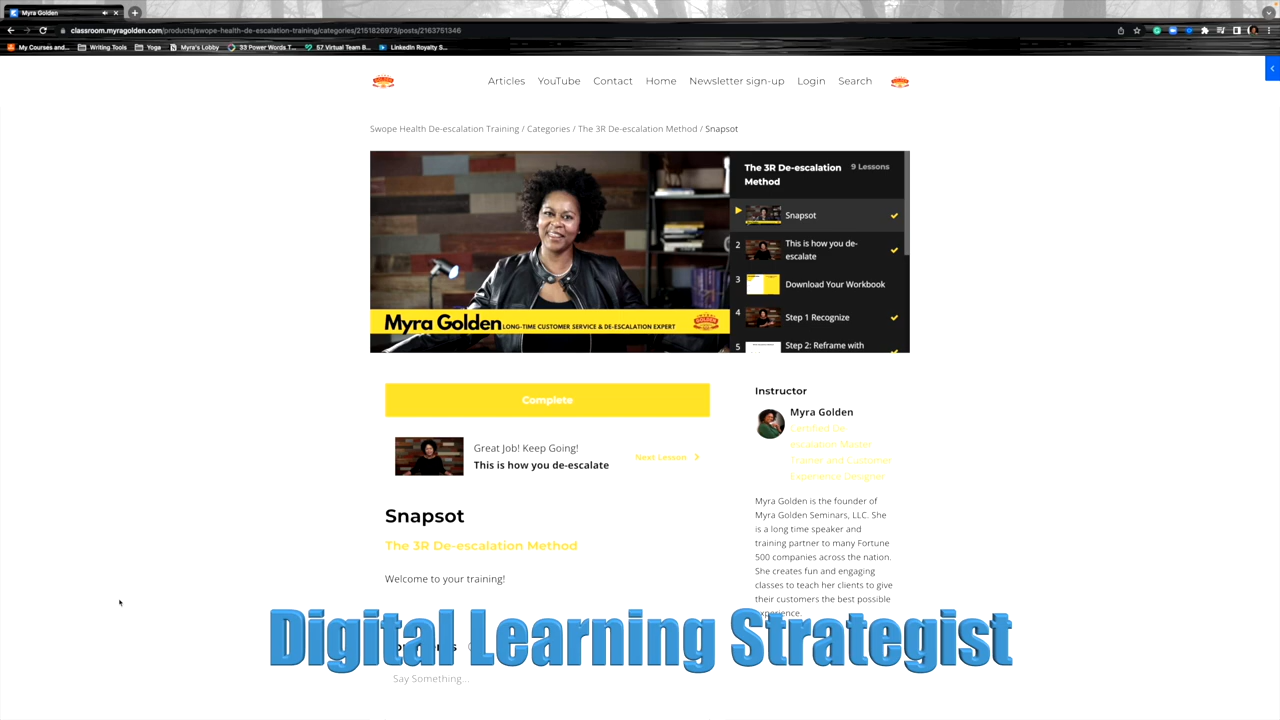 Myra Golden
classroom.myragolden.com/products/swope-health-de-escalation-training/categories/2151826973/posts/2163751346
My Courses and... Writing Tools Yoga Myra's Lobby 33 Power Words T... 57 Virtual Team B... LinkedIn Royalty S...
Articles YouTube Contact Home Newsletter sign-up Login Search
Swope Health De-escalation Training / Categories / The 3R De-escalation Method / Snapsot
The 3R De-escalation
Method
9 Lessons
Snapsot
2 This is how you de-
escalate
3 Download Your Workbook
4 Step 1 Recognize
5 Step 2: Reframe with
Myra Golden LONG-TIME CUSTOMER SERVICE & DE-ESCALATION EXPERT
Complete
Great Job! Keep Going!
This is how you de-escalate
Next Lesson
Snapsot
The 3R De-escalation Method
Welcome to your training!
Instructor
Myra Golden
Certified De-
escalation Master
Trainer and Customer
Experience Designer
Myra Golden is the founder of
Myra Golden Seminars, LLC. She
is a long time speaker and
training partner to many Fortune
500 companies across the nation.
She creates fun and engaging
classes to teach her clients to give
their customers the best possible
experience.
Digital Learning Strategist
Say Something...